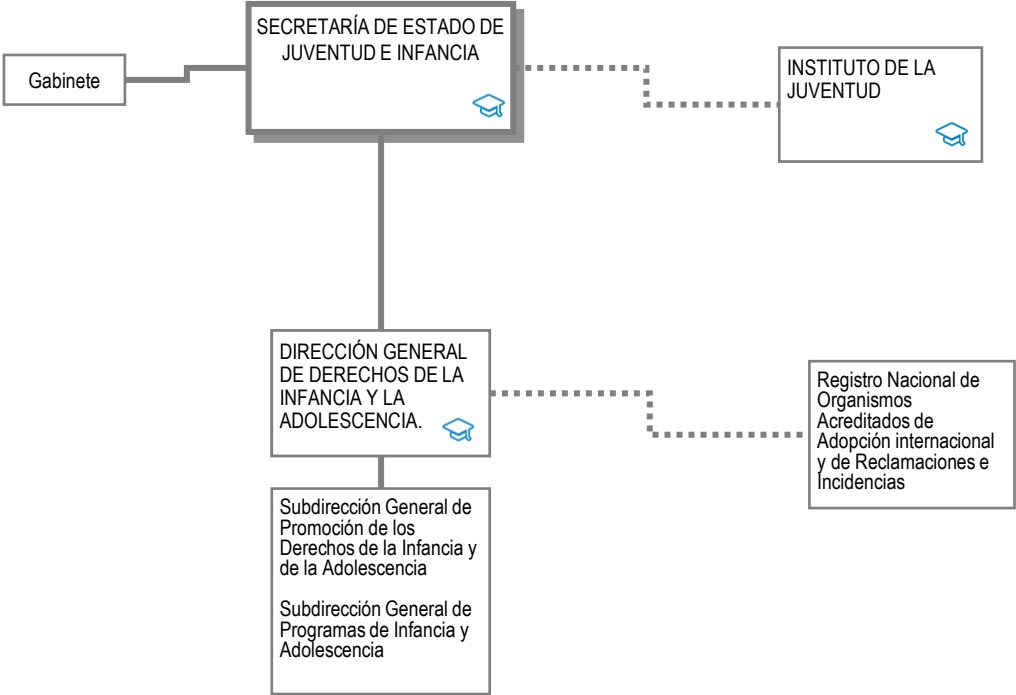 SECRETARÍA DE ESTADO DE
JUVENTUD E INFANCIA
Gabinete
INSTITUTO DE LA
JUVENTUD
DIRECCIÓN GENERAL
DE DERECHOS DE LA
INFANCIA Y LA
ADOLESCENCIA.
Registro Nacional de
Organismos
Acreditados de
Adopción internacional
y de Reclamaciones e
Incidencias
Subdirección General de
Promoción de los
Derechos de la Infancia y
de la Adolescencia
Subdirección General de
Programas de Infancia y
Adolescencia